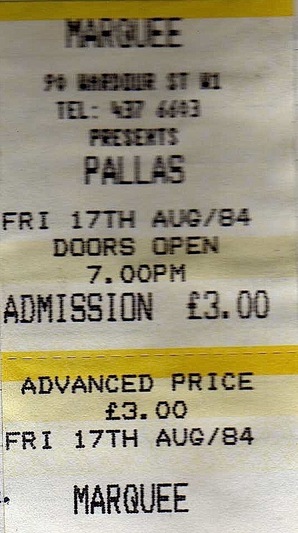 MARQUEE
90 WARDOUR ST W1
TEL: 437 6603
PRESENTS
PALLAS
FRI 17TH AUG/84
DOORS OPEN
7.00PM
ADMISSION £3.00
ADVANCED PRICE
£3.00
FRI 17TH AUG/84
MARQUEE